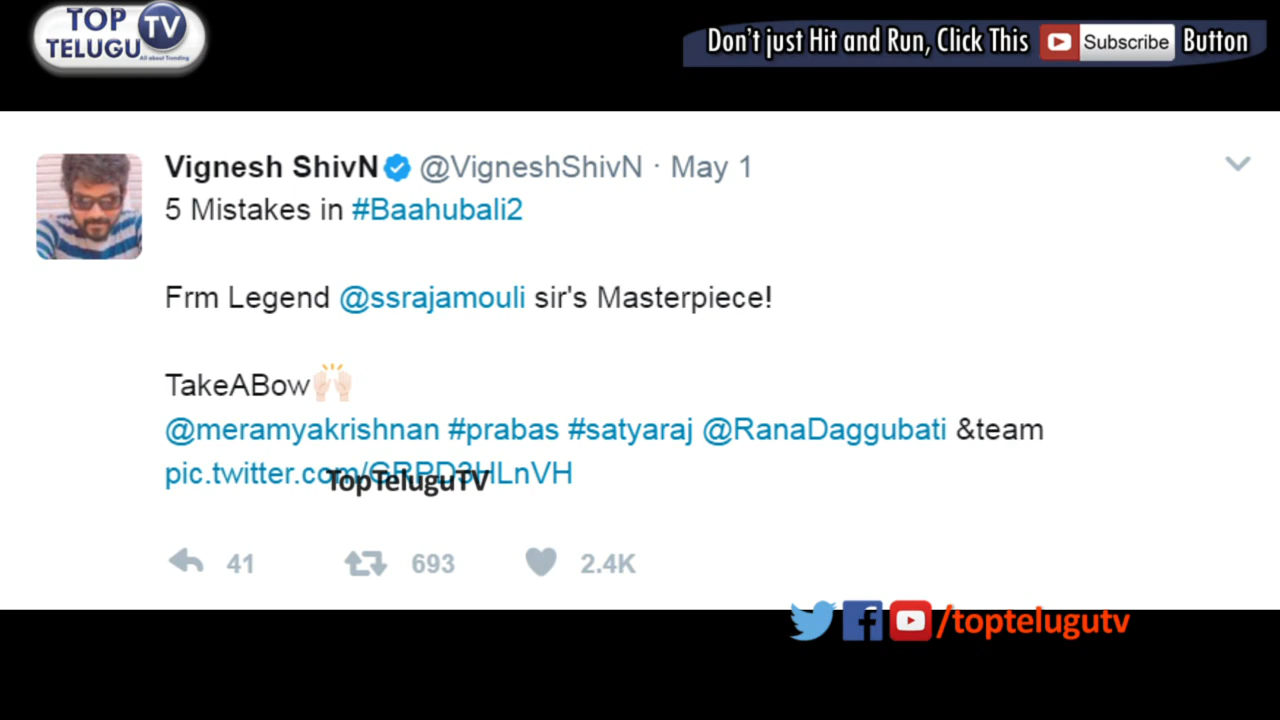 TOP
TELUGU TV
All about Trending
Don't just Hit and Run, Click This Subscribe Button
Vignesh ShivN @VigneshShivN · May 1
5 Mistakes in #Baahubali2
Frm Legend @ssrajamouli sir's Masterpiece!
TakeABow🙌🏻
@meramyakrishnan #prabas #satyaraj @RanaDaggubati &team
pic.twitter.com/GRPD3HLnVH
TopTeluguTV
41 693 2.4K
/toptelugutv